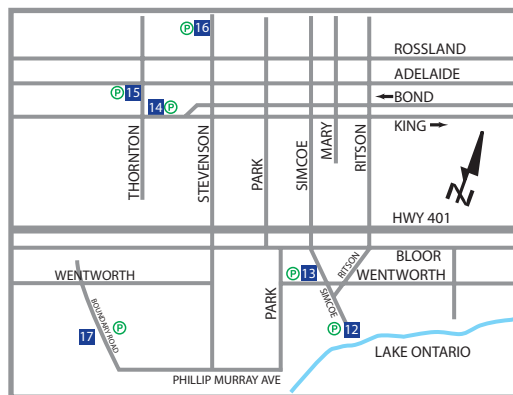 P 16
ROSSLAND
ADELAIDE
P 15
BOND
14 P
KING
THORNTON
STEVENSON
PARK
SIMCOE
MARY
RITSON
N
HWY 401
BLOOR
WENTWORTH
P 13
RITSON
WENTWORTH
SIMCOE
PARK
BOUNDARY ROAD
P
17
P 12
LAKE ONTARIO
PHILLIP MURRAY AVE